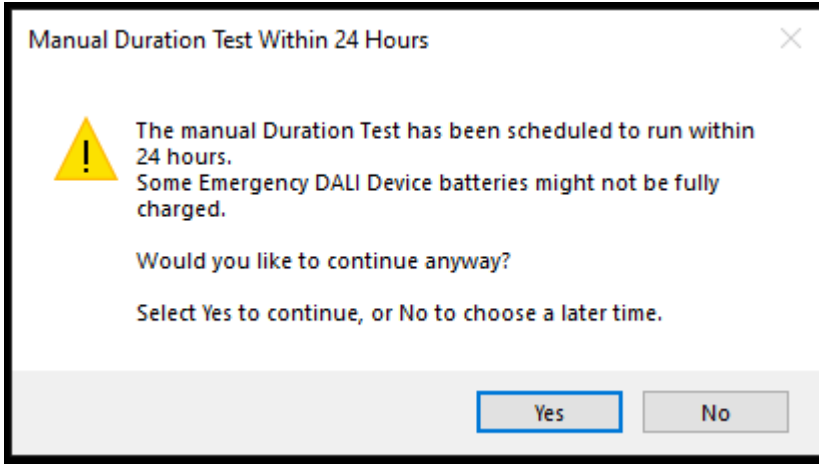 Manual Duration Test Within 24 Hours
The manual Duration Test has been scheduled to run within
24 hours.
Some Emergency DALI Device batteries might not be fully
charged.
Would you like to continue anyway?
Select Yes to continue, or No to choose a later time.
Yes No